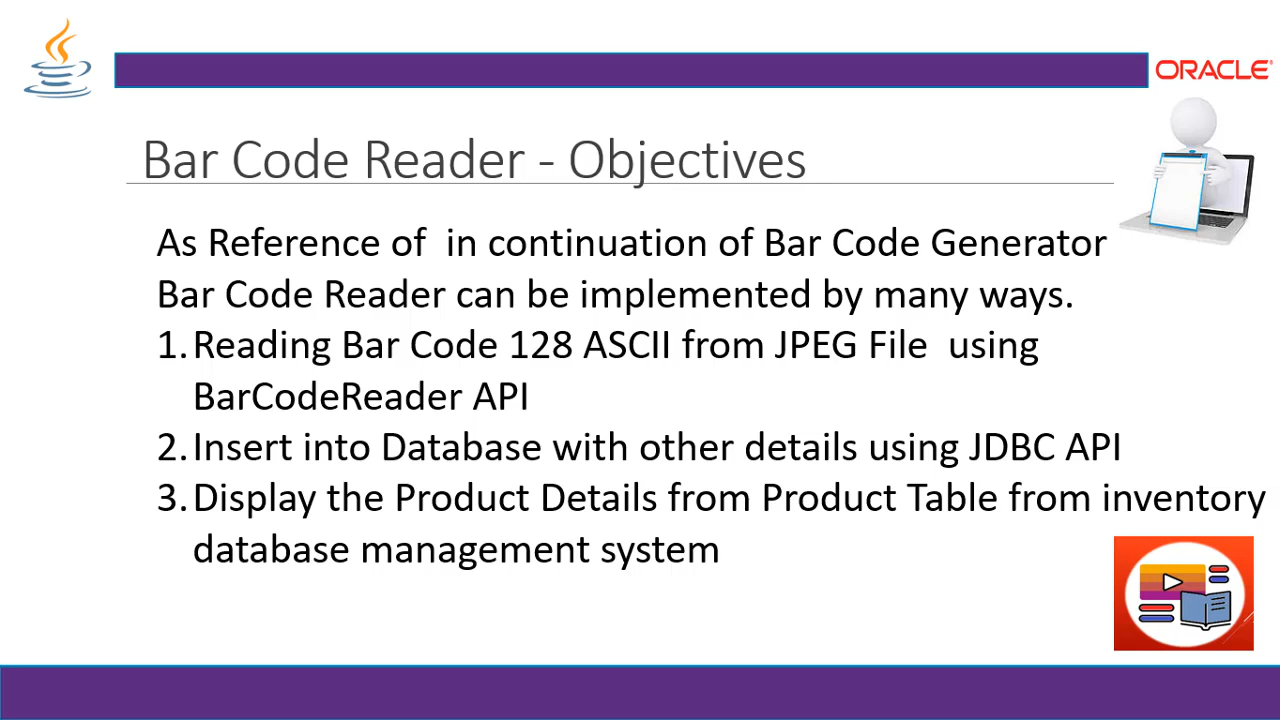 ORACLE
Bar Code Reader - Objectives
As Reference of  in continuation of Bar Code Generator
Bar Code Reader can be implemented by many ways.
1. Reading Bar Code 128 ASCII from JPEG File  using
BarCodeReader API
2. Insert into Database with other details using JDBC API
3. Display the Product Details from Product Table from inventory
database management system